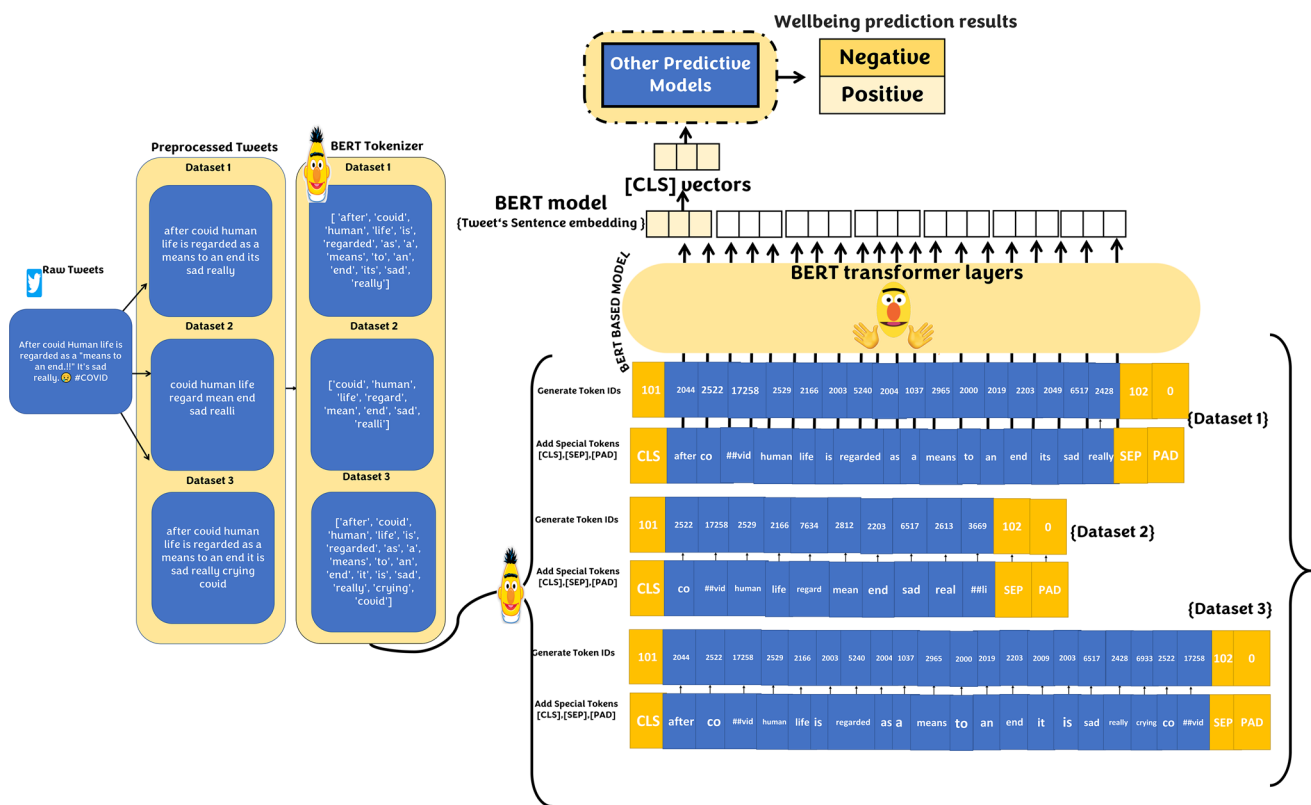 Wellbeing prediction results
Other Predictive
Models
Negative
Positive
[CLS] vectors
BERT model
{Tweet's Sentence embedding }
BERT BASED MODEL
BERT transformer layers
Raw Tweets
After covid Human life is
regarded as a "means to
an end.!!" It's sad
really. 😢 #COVID
Preprocessed Tweets
Dataset 1
after covid human
life is regarded as a
means to an end its
sad really
Dataset 2
covid human life
regard mean end
sad realli
Dataset 3
after covid human
life is regarded as a
means to an end it is
sad really crying
covid
BERT Tokenizer
Dataset 1
[ 'after', 'covid',
'human', 'life', 'is',
'regarded', 'as', 'a',
'means', 'to', 'an',
'end', 'its', 'sad',
'really']
Dataset 2
['covid', 'human',
'life', 'regard',
'mean', 'end', 'sad',
'realli']
Dataset 3
['after', 'covid',
'human', 'life', 'is',
'regarded', 'as', 'a',
'means', 'to', 'an',
'end', 'it', 'is', 'sad',
'really', 'crying',
'covid']
Generate Token IDs
101 2044 2522 17258 2529 2166 2003 5240 2004 1037 2965 2000 2019 2203 2049 6517 2428 102 0
{Dataset 1}
Add Special Tokens
[CLS],[SEP],[PAD]
CLS after co ##vid human life is regarded as a means to an end its sad really SEP PAD
Generate Token IDs
101 2522 17258 2529 2166 7634 2812 2203 6517 2613 3669 102 0
{Dataset 2}
Add Special Tokens
[CLS],[SEP],[PAD]
CLS co ##vid human life regard mean end sad real ##li SEP PAD
{Dataset 3}
Generate Token IDs
101 2044 2522 17258 2529 2166 2003 5240 2004 1037 2965 2000 2019 2203 2009 2003 6517 2428 6933 2522 17258 102 0
Add Special Tokens
[CLS],[SEP],[PAD]
CLS after co ##vid human life is regarded as a means to an end it is sad really crying co ##vid SEP PAD